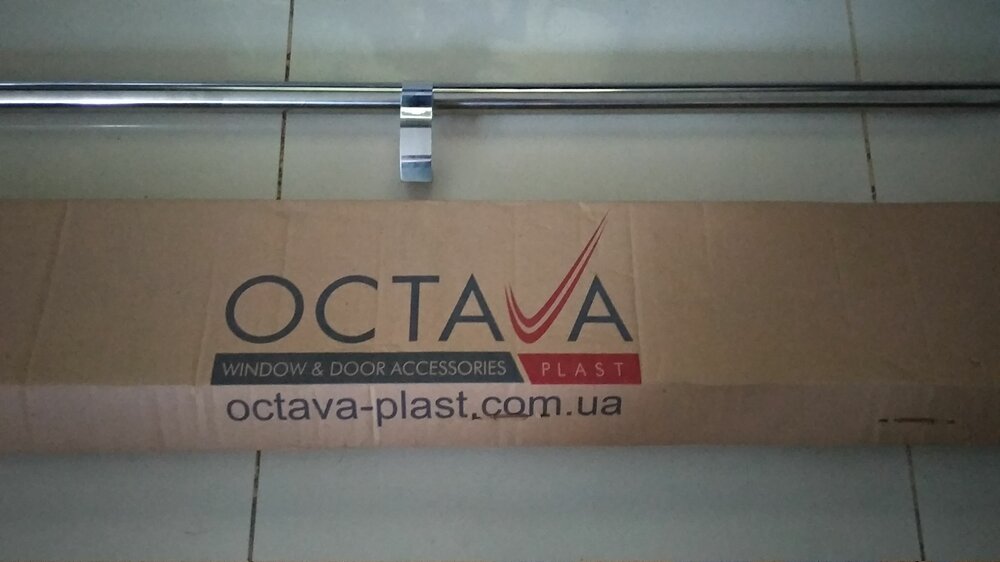 OCTAVA
WINDOW & DOOR ACCESSORIES PLAST
octava-plast.com.ua